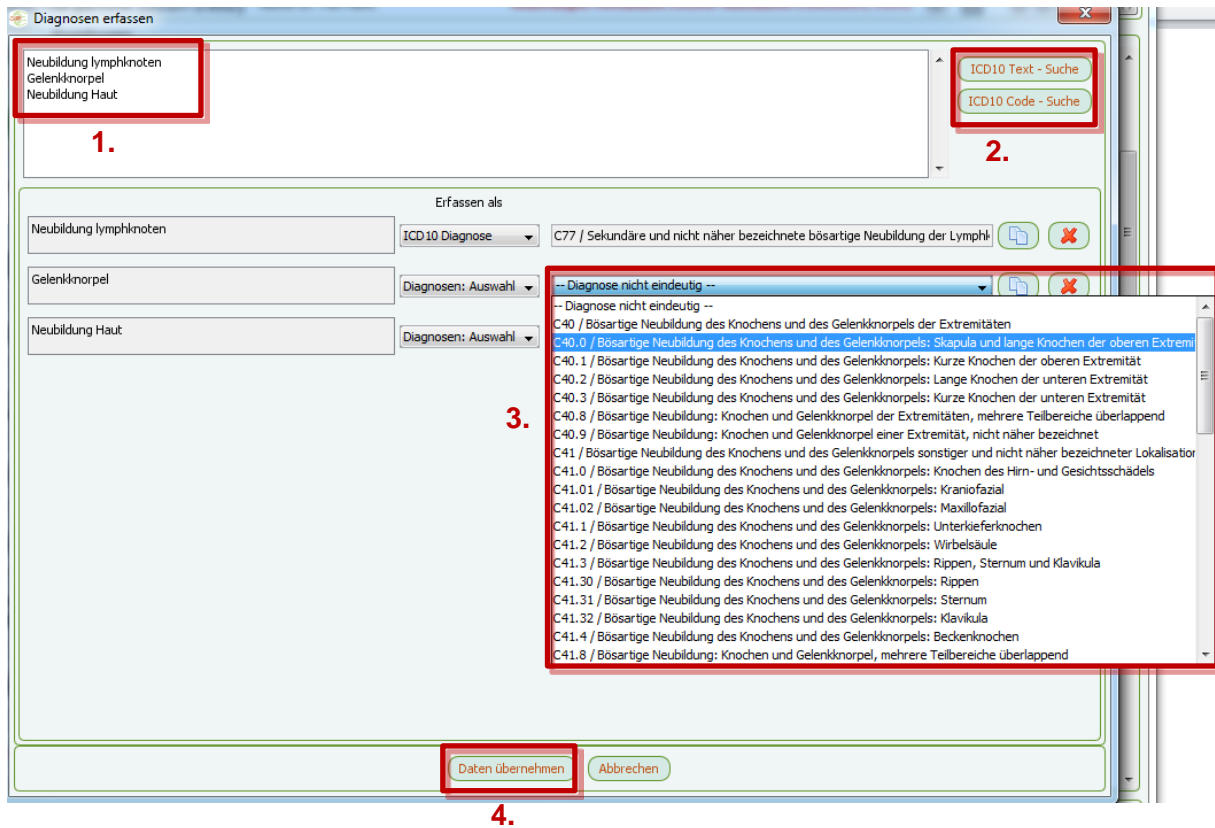 Diagnosen erfassen
Neubildung lymphknoten
Gelenkknorpel
Neubildung Haut
1.
ICD10 Text - Suche
ICD10 Code - Suche
2.
Erfassen als
Neubildung lymphknoten
ICD10 Diagnose
C77 / Sekundäre und nicht näher bezeichnete bösartige Neubildung der Lymphk
Gelenkknorpel
Diagnosen: Auswahl
-- Diagnose nicht eindeutig --
Neubildung Haut
Diagnosen: Auswahl
-- Diagnose nicht eindeutig --
C40 / Bösartige Neubildung des Knochens und des Gelenkknorpels der Extremitäten
C40.0 / Bösartige Neubildung des Knochens und des Gelenkknorpels: Skapula und lange Knochen der oberen Extremi
C40.1 / Bösartige Neubildung des Knochens und des Gelenkknorpels: Kurze Knochen der oberen Extremität
C40.2 / Bösartige Neubildung des Knochens und des Gelenkknorpels: Lange Knochen der unteren Extremität
C40.3 / Bösartige Neubildung des Knochens und des Gelenkknorpels: Kurze Knochen der unteren Extremität
C40.8 / Bösartige Neubildung: Knochen und Gelenkknorpel der Extremitäten, mehrere Teilbereiche überlappend
C40.9 / Bösartige Neubildung: Knochen und Gelenkknorpel einer Extremität, nicht näher bezeichnet
C41 / Bösartige Neubildung des Knochens und des Gelenkknorpels sonstiger und nicht näher bezeichneter Lokalisation
C41.0 / Bösartige Neubildung des Knochens und des Gelenkknorpels: Knochen des Hirn- und Gesichtsschädels
C41.01 / Bösartige Neubildung des Knochens und des Gelenkknorpels: Kraniofazial
C41.02 / Bösartige Neubildung des Knochens und des Gelenkknorpels: Maxillofazial
C41.1 / Bösartige Neubildung des Knochens und des Gelenkknorpels: Unterkieferknochen
C41.2 / Bösartige Neubildung des Knochens und des Gelenkknorpels: Wirbelsäule
C41.3 / Bösartige Neubildung des Knochens und des Gelenkknorpels: Rippen, Sternum und Klavikula
C41.30 / Bösartige Neubildung des Knochens und des Gelenkknorpels: Rippen
C41.31 / Bösartige Neubildung des Knochens und des Gelenkknorpels: Sternum
C41.32 / Bösartige Neubildung des Knochens und des Gelenkknorpels: Klavikula
C41.4 / Bösartige Neubildung des Knochens und des Gelenkknorpels: Beckenknochen
C41.8 / Bösartige Neubildung: Knochen und Gelenkknorpel, mehrere Teilbereiche überlappend
3.
Daten übernehmen
Abbrechen
4.